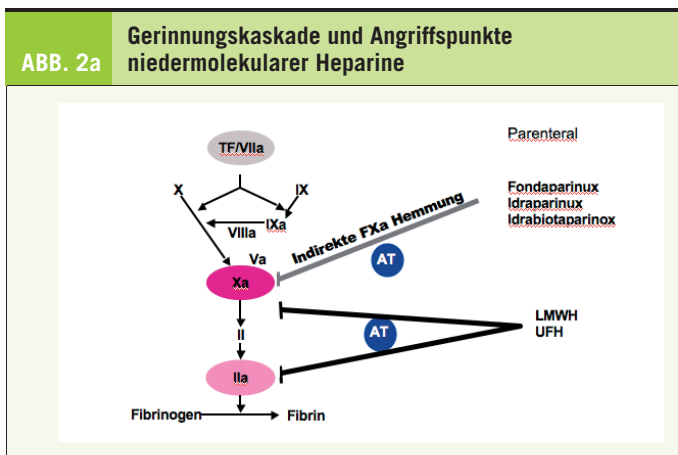 ABB. 2a
Gerinnungskaskade und Angriffspunkte
niedermolekularer Heparine
Parenteral
TF/VIIa
X
IX
Fondaparinux
Idraparinux
Idrabiotaparinox
VIIIa
IXa
Indirekte FXa Hemmung
Va
AT
Xa
LMWH
UFH
AT
II
IIa
Fibrinogen
Fibrin